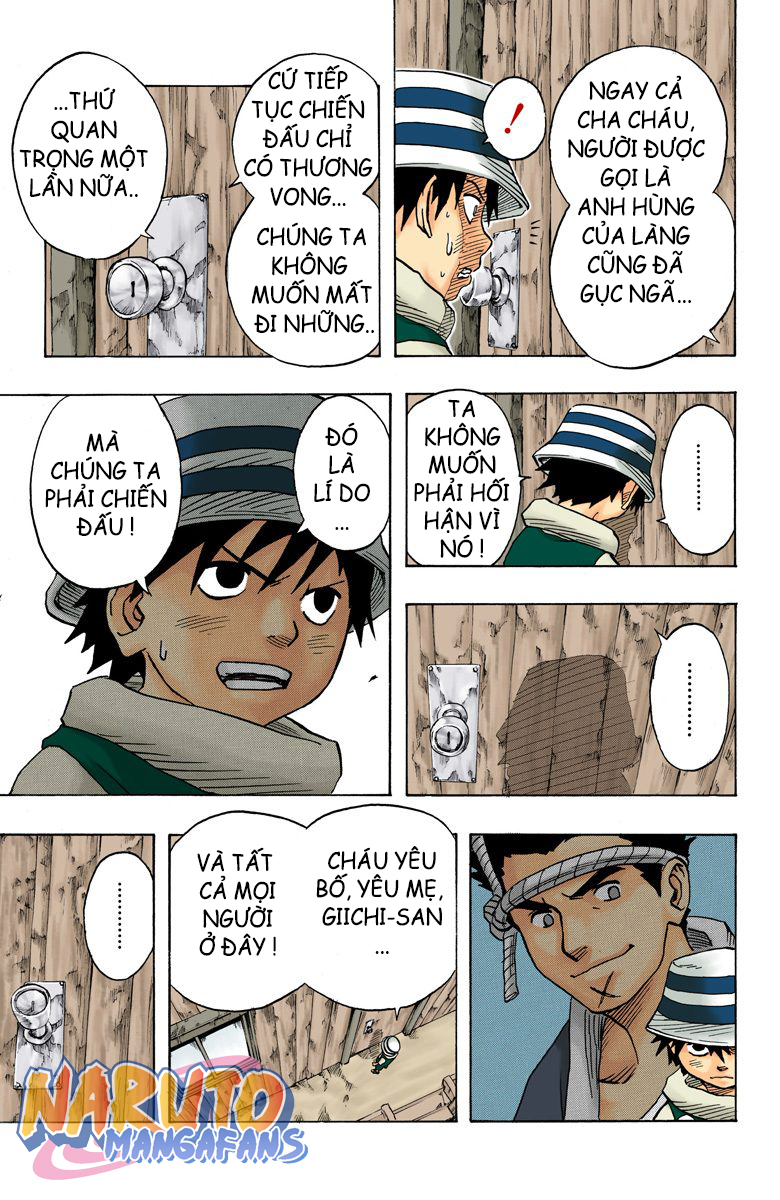 NGAY CẢ
CHA CHÁU,
NGƯỜI ĐƯỢC
GỌI LÀ
ANH HÙNG
CỦA LÀNG
CŨNG ĐÃ
GỤC NGÃ...
!
CỨ TIẾP
TỤC CHIẾN
ĐẤU CHỈ
CÓ THƯƠNG
VONG...
CHÚNG TA
KHÔNG
MUỐN MẤT
ĐI NHỮNG..
...THỨ
QUAN
TRỌNG MỘT
LẦN NỮA..
..........
TA
KHÔNG
MUỐN
PHẢI HỐI
HẬN VÌ
NÓ !
ĐÓ
LÀ
LÍ DO
...
MÀ
CHÚNG TA
PHẢI CHIẾN
ĐẤU !
..........
CHÁU YÊU
BỐ, YÊU MẸ,
GIICHI-SAN
...
VÀ TẤT
CẢ MỌI
NGƯỜI
Ở ĐÂY !
..........
NARUTO
MANGAFANS